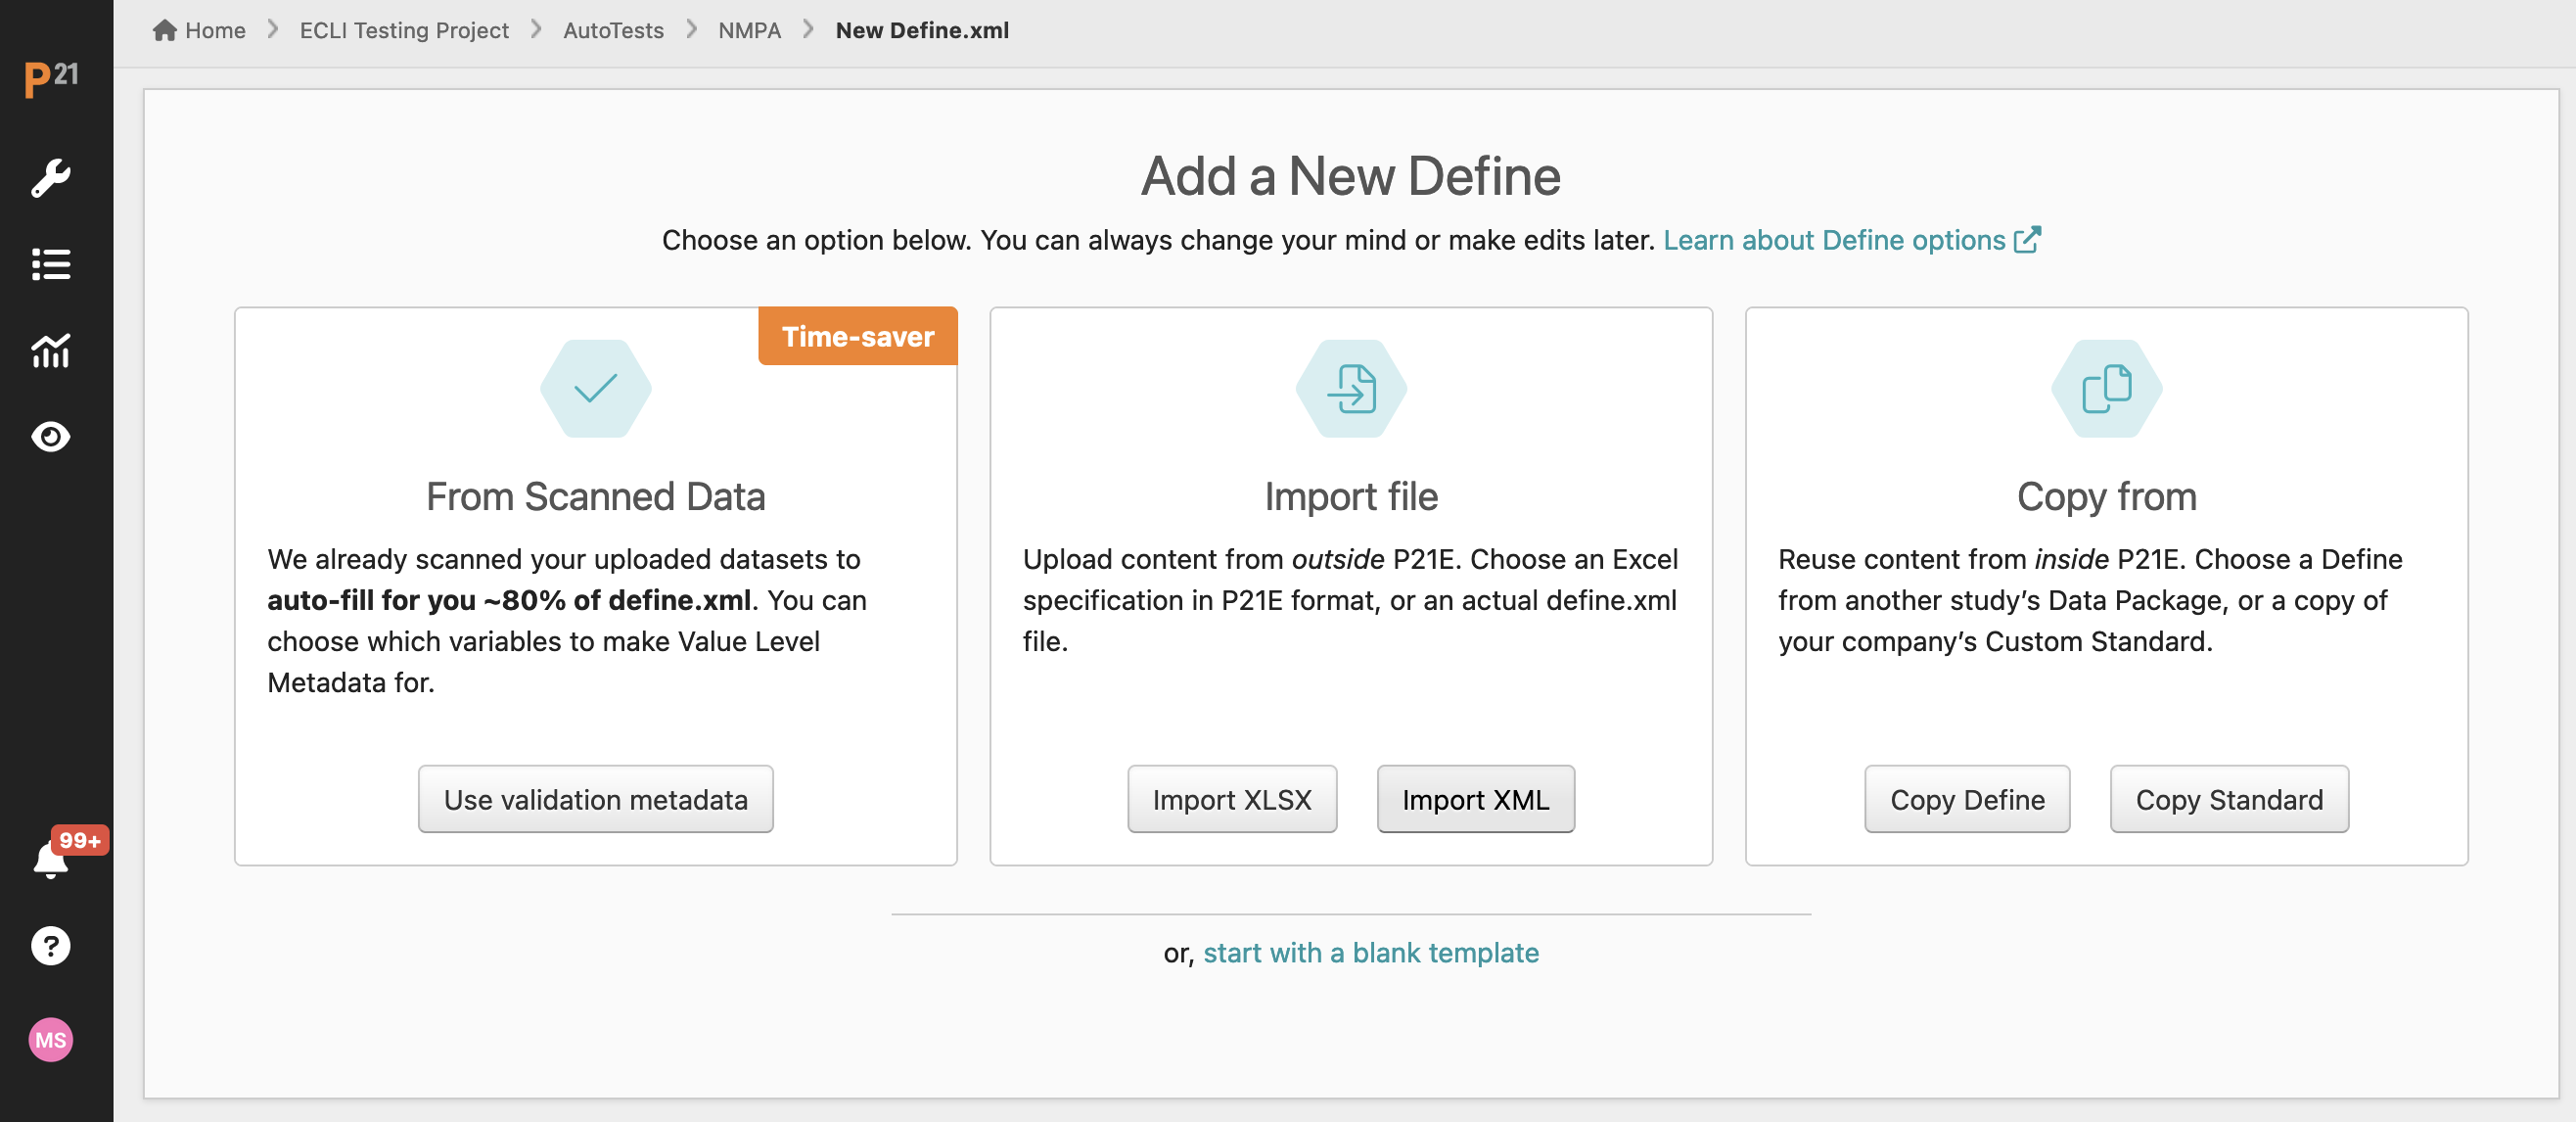 Home > ECLI Testing Project > AutoTests > NMPA > New Define.xml
P21
Add a New Define
Choose an option below. You can always change your mind or make edits later. Learn about Define options
Time-saver
From Scanned Data
We already scanned your uploaded datasets to
auto-fill for you ~80% of define.xml. You can
choose which variables to make Value Level
Metadata for.
Use validation metadata
Import file
Upload content from outside P21E. Choose an Excel
specification in P21E format, or an actual define.xml
file.
Import XLSX
Import XML
Copy from
Reuse content from inside P21E. Choose a Define
from another study’s Data Package, or a copy of
your company’s Custom Standard.
Copy Define
Copy Standard
or, start with a blank template
99+
?
MS